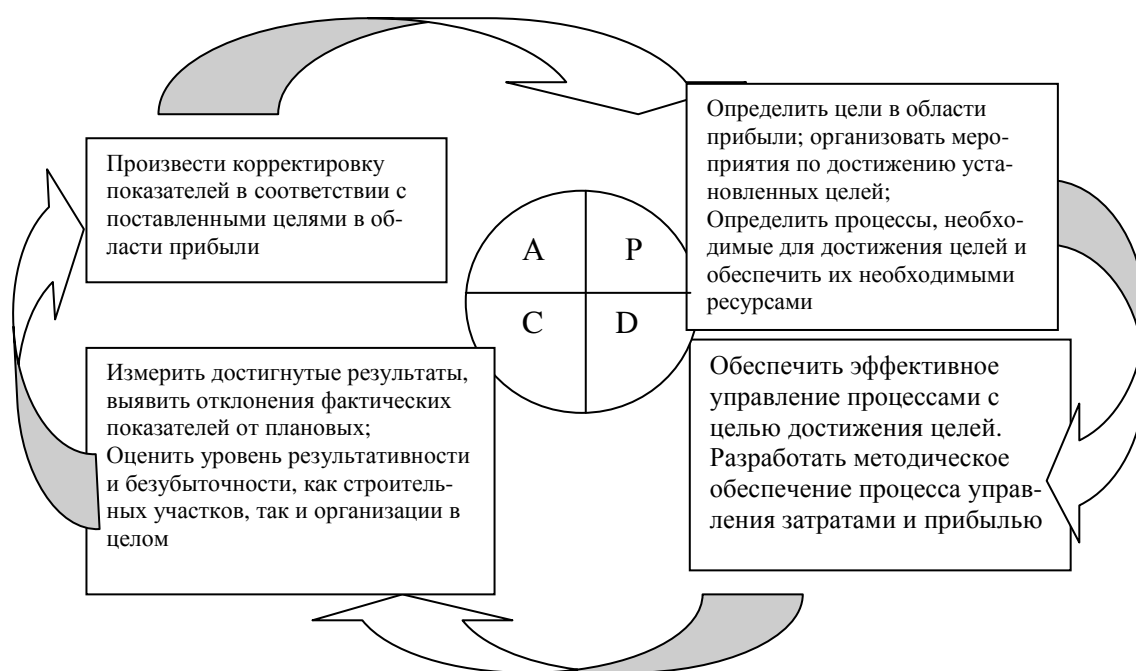 Определить цели в области
прибыли; организовать меро-
приятия по достижению уста-
новленных целей;
Определить процессы, необхо-
димые для достижения целей и
обеспечить их необходимыми
ресурсами
Произвести корректировку
показателей в соответствии с
поставленными целями в об-
ласти прибыли
A P
C D
Измерить достигнутые результаты,
выявить отклонения фактических
показателей от плановых;
Оценить уровень результативности
и безубыточности, как строитель-
ных участков, так и организации в
целом
Обеспечить эффективное
управление процессами с
целью достижения целей.
Разработать методическое
обеспечение процесса управ-
ления затратами и прибылью